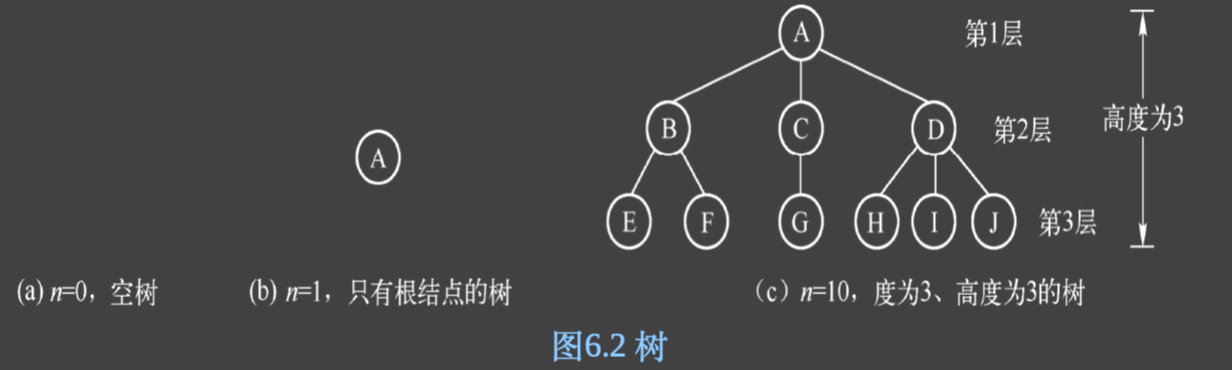 A 第1层
B C D 第2层 高度为3
A
E F G H I J 第3层
(a) n=0，空树 (b) n=1，只有根结点的树 （c）n=10，度为3、高度为3的树
图6.2 树